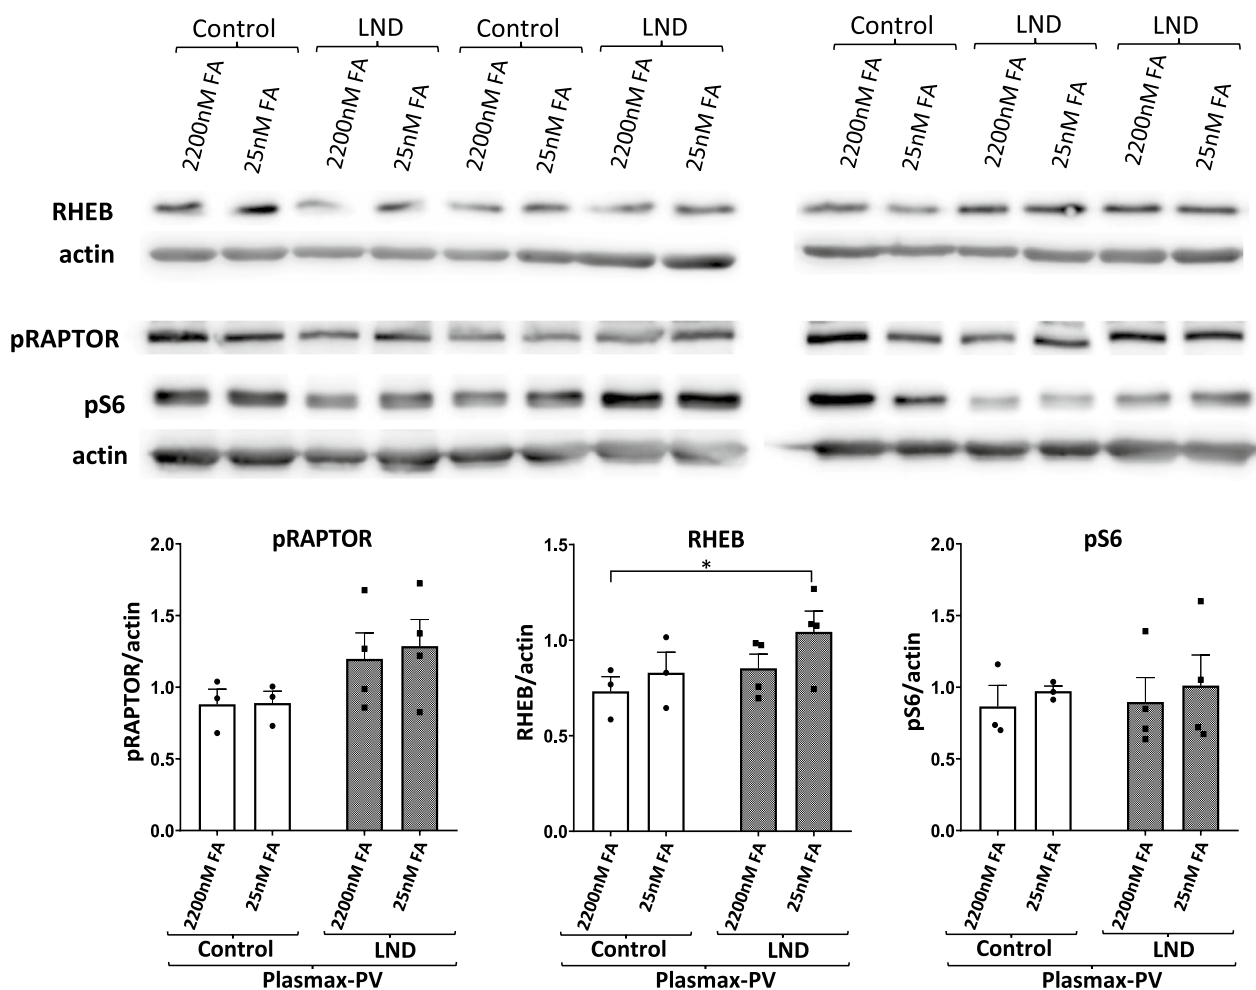 Control LND Control LND Control LND LND
2200nM FA 25nM FA 2200nM FA 25nM FA 2200nM FA 25nM FA 2200nM FA 25nM FA 2200nM FA 25nM FA 2200nM FA 25nM FA 2200nM FA 25nM FA
RHEB
actin
pRAPTOR
pS6
actin
pRAPTOR
pRAPTOR/actin
2.0
1.5
1.0
0.5
0.0
2200nM FA 25nM FA 2200nM FA 25nM FA
Control LND
Plasmax-PV
RHEB
RHEB/actin
1.5
1.0
0.5
0.0
*
2200nM FA 25nM FA 2200nM FA 25nM FA
Control LND
Plasmax-PV
pS6
pS6/actin
2.0
1.5
1.0
0.5
0.0
2200nM FA 25nM FA 2200nM FA 25nM FA
Control LND
Plasmax-PV